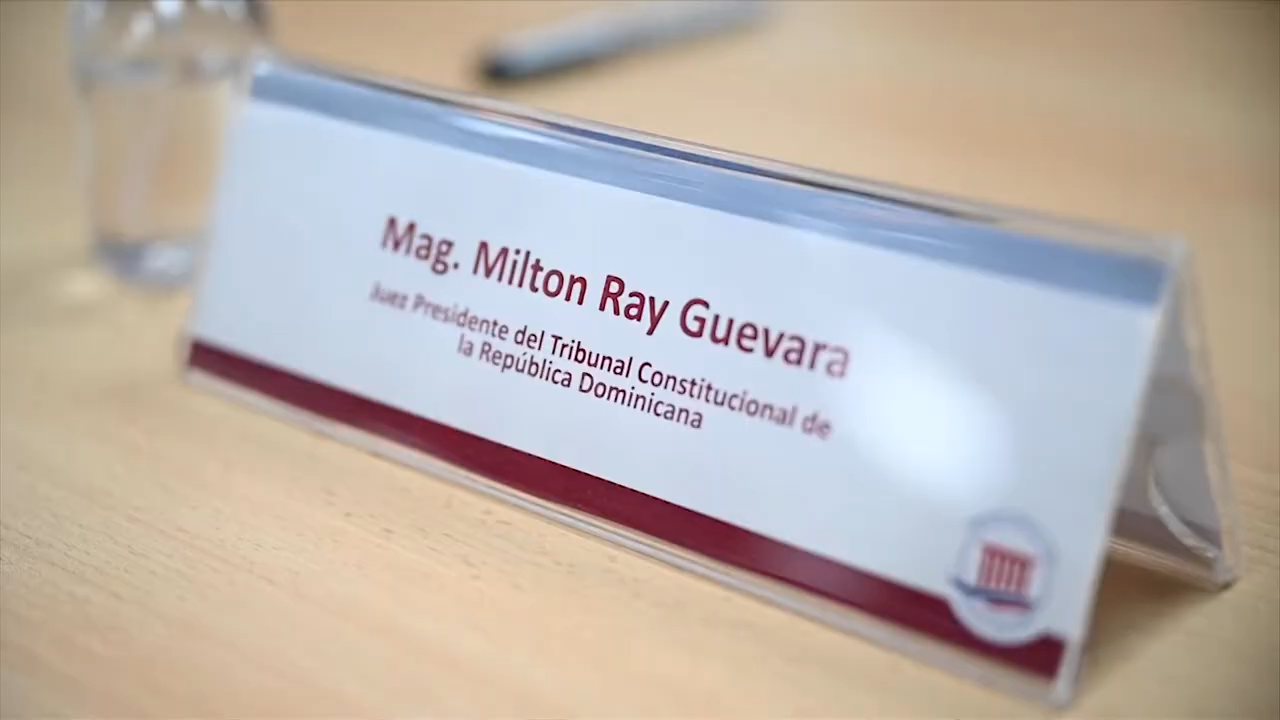 Mag. Milton Ray Guevara
Juez Presidente del Tribunal Constitucional de
la República Dominicana